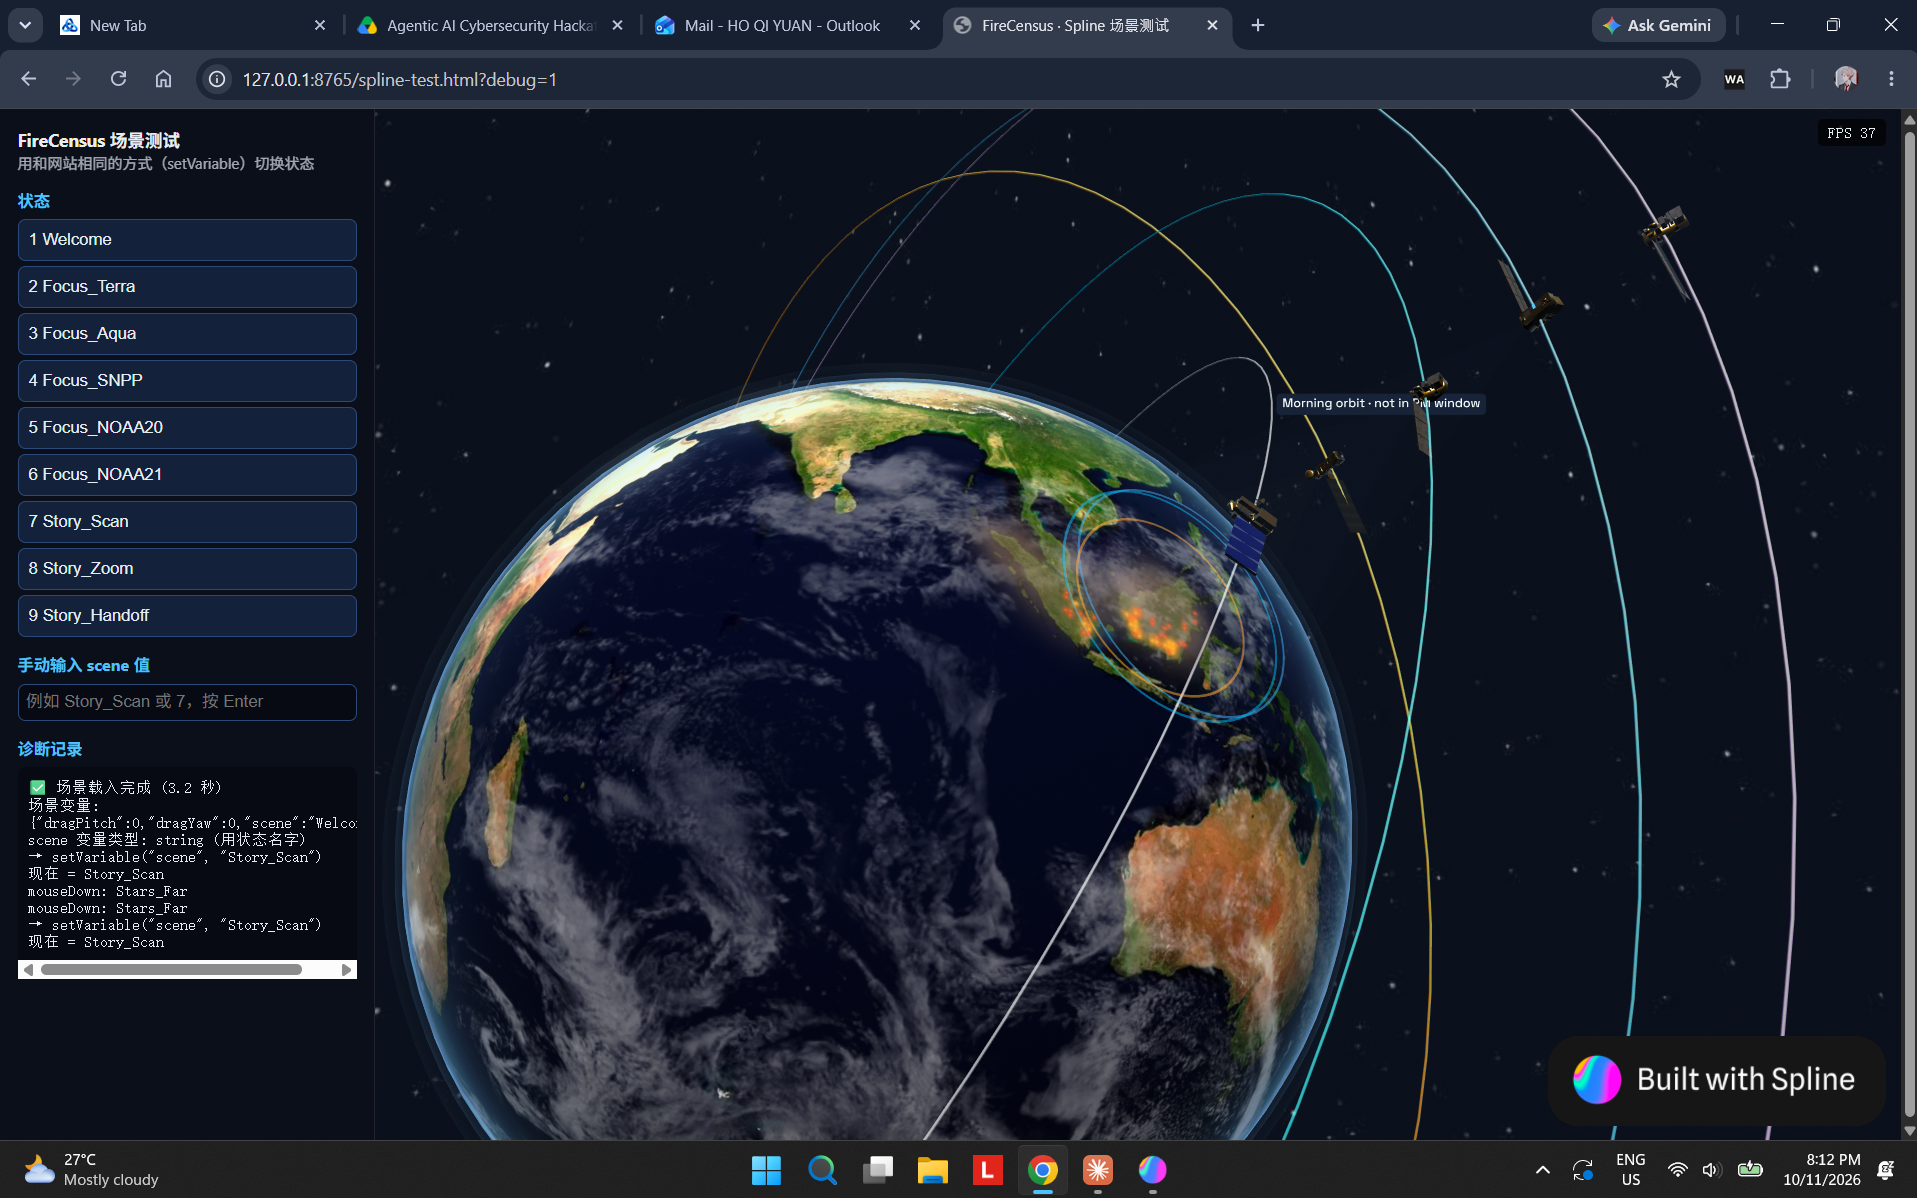 New Tab
Agentic AI Cybersecurity Hacka
Mail - HO QI YUAN - Outlook
FireCensus · Spline 场景测试
Ask Gemini
127.0.0.1:8765/spline-test.html?debug=1
WA
FireCensus 场景测试
用和网站相同的方式（setVariable）切换状态
状态
1 Welcome
2 Focus_Terra
3 Focus_Aqua
4 Focus_SNPP
5 Focus_NOAA20
6 Focus_NOAA21
7 Story_Scan
8 Story_Zoom
9 Story_Handoff
手动输入 scene 值
例如 Story_Scan 或 7，按 Enter
诊断记录
✅ 场景载入完成（3.2 秒）
场景变量:
{"dragPitch":0,"dragYaw":0,"scene":"Welco
scene 变量类型: string（用状态名字）
→ setVariable("scene", "Story_Scan")
现在 = Story_Scan
mouseDown: Stars_Far
mouseDown: Stars_Far
→ setVariable("scene", "Story_Scan")
现在 = Story_Scan
FPS 37
Morning orbit · not in PM window
Built with Spline
27°C
Mostly cloudy
L
ENG
US
8:12 PM
10/11/2026